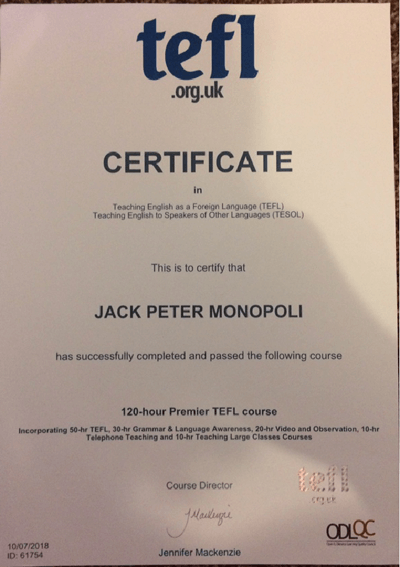 tefl
.org.uk
CERTIFICATE
in
Teaching English as a Foreign Language (TEFL)
Teaching English to Speakers of Other Languages (TESOL)
This is to certify that
JACK PETER MONOPOLI
has successfully completed and passed the following course
120-hour Premier TEFL course
Incorporating 50-hr TEFL, 30-hr Grammar & Language Awareness, 20-hr Video and Observation, 10-hr
Telephone Teaching and 10-hr Teaching Large Classes Courses
Course Director
tefl
.org.uk
JMackenzie
ODLQC
10/07/2018
ID: 61754
Jennifer Mackenzie